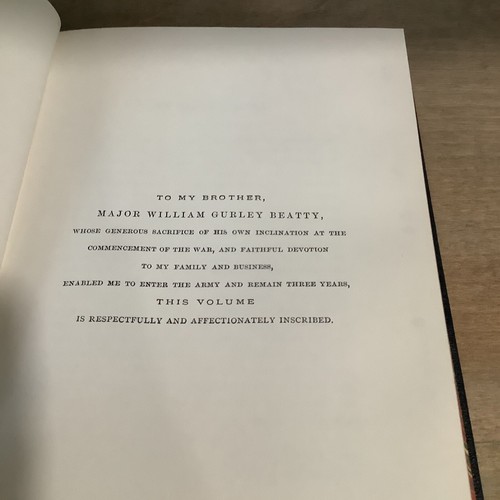 TO MY BROTHER,
MAJOR WILLIAM GURLEY BEATTY,
WHOSE GENEROUS SACRIFICE OF HIS OWN INCLINATION AT THE
COMMENCEMENT OF THE WAR, AND FAITHFUL DEVOTION
TO MY FAMILY AND BUSINESS,
ENABLED ME TO ENTER THE ARMY AND REMAIN THREE YEARS,
THIS VOLUME
IS RESPECTFULLY AND AFFECTIONATELY INSCRIBED.